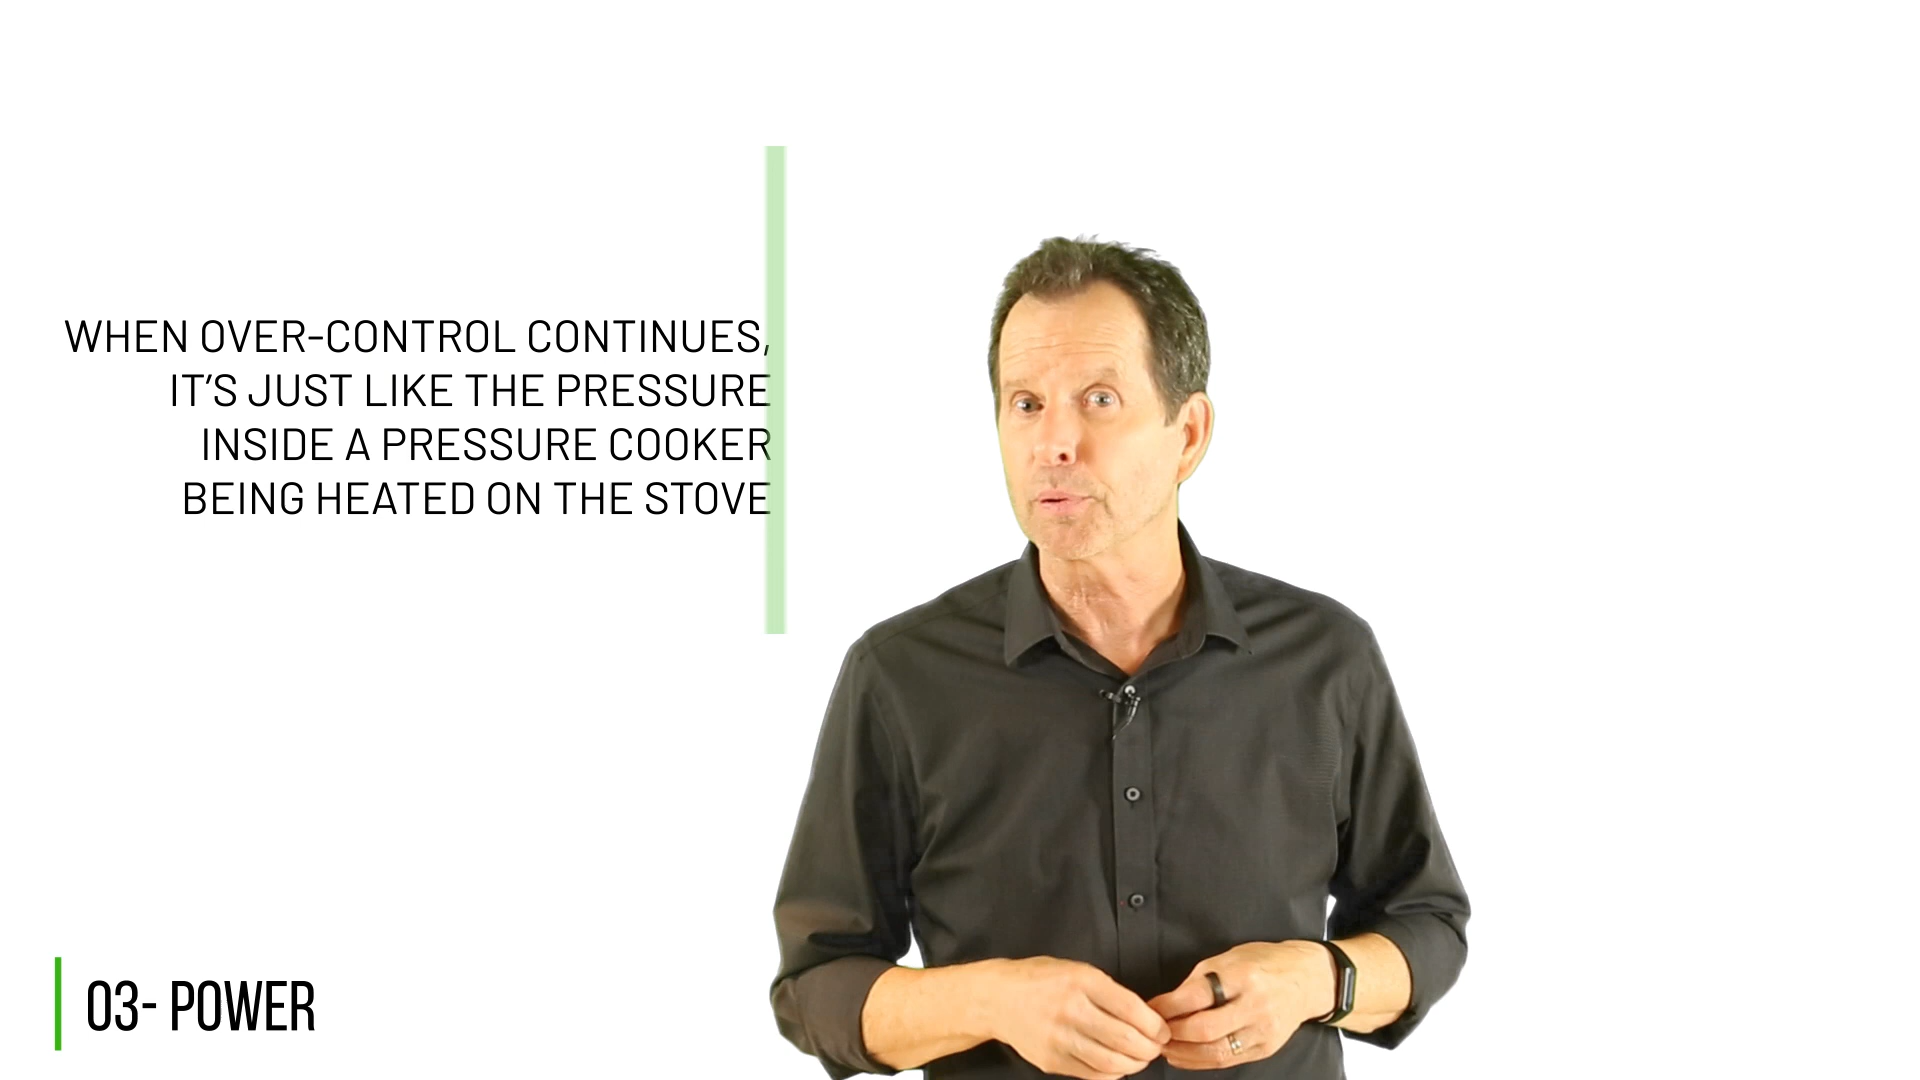 WHEN OVER-CONTROL CONTINUES,
IT’S JUST LIKE THE PRESSURE
INSIDE A PRESSURE COOKER
BEING HEATED ON THE STOVE
03- POWER